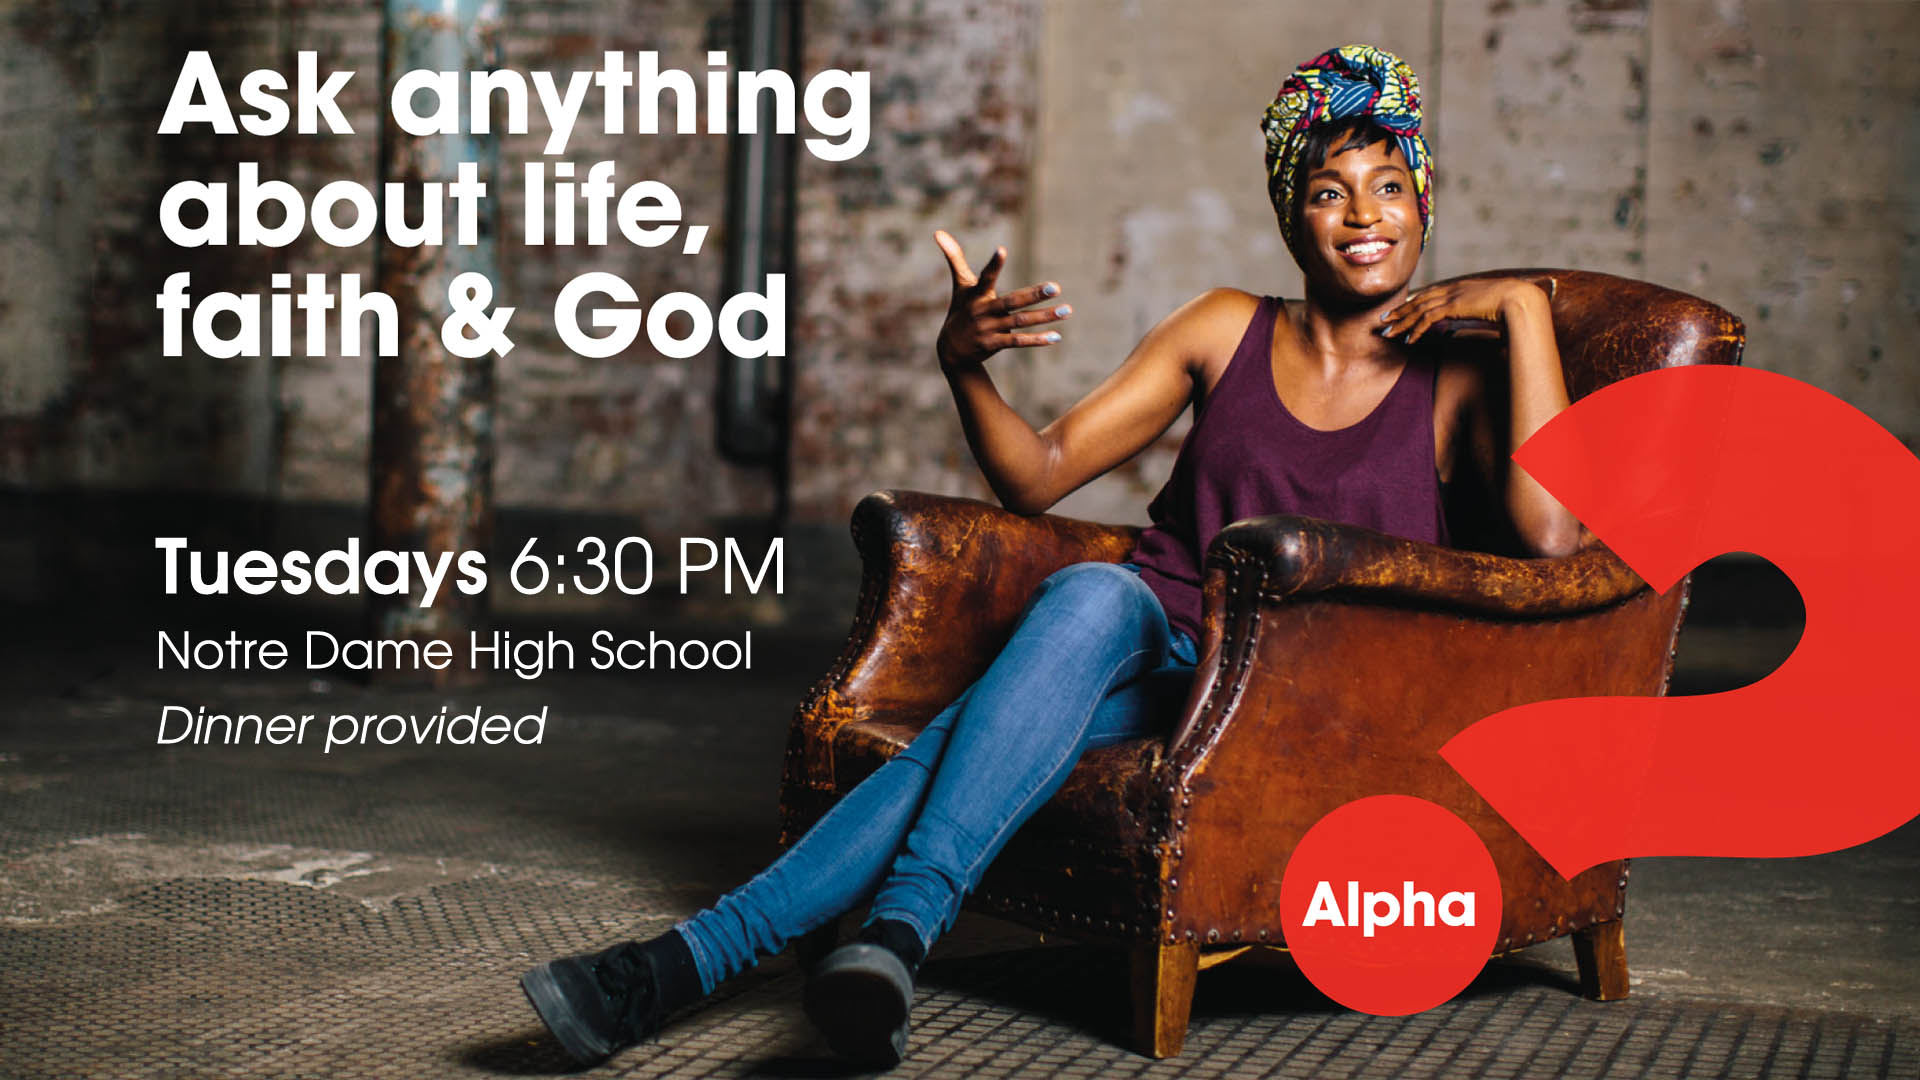 Ask anything
about life,
faith & God
Tuesdays 6:30 PM
Notre Dame High School
Dinner provided
Alpha